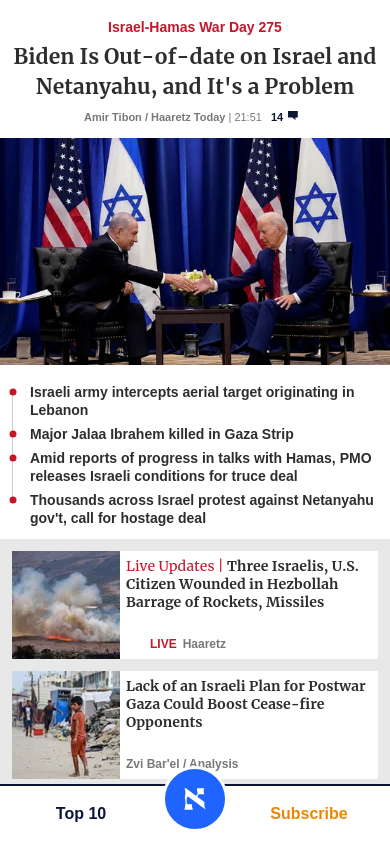 Israel-Hamas War Day 275
Biden Is Out-of-date on Israel and
Netanyahu, and It's a Problem
Amir Tibon / Haaretz Today | 21:51 14
Israeli army intercepts aerial target originating in
Lebanon
Major Jalaa Ibrahem killed in Gaza Strip
Amid reports of progress in talks with Hamas, PMO
releases Israeli conditions for truce deal
Thousands across Israel protest against Netanyahu
gov't, call for hostage deal
Live Updates | Three Israelis, U.S.
Citizen Wounded in Hezbollah
Barrage of Rockets, Missiles
LIVE Haaretz
Lack of an Israeli Plan for Postwar
Gaza Could Boost Cease-fire
Opponents
Zvi Bar'el / Analysis
Top 10
Subscribe